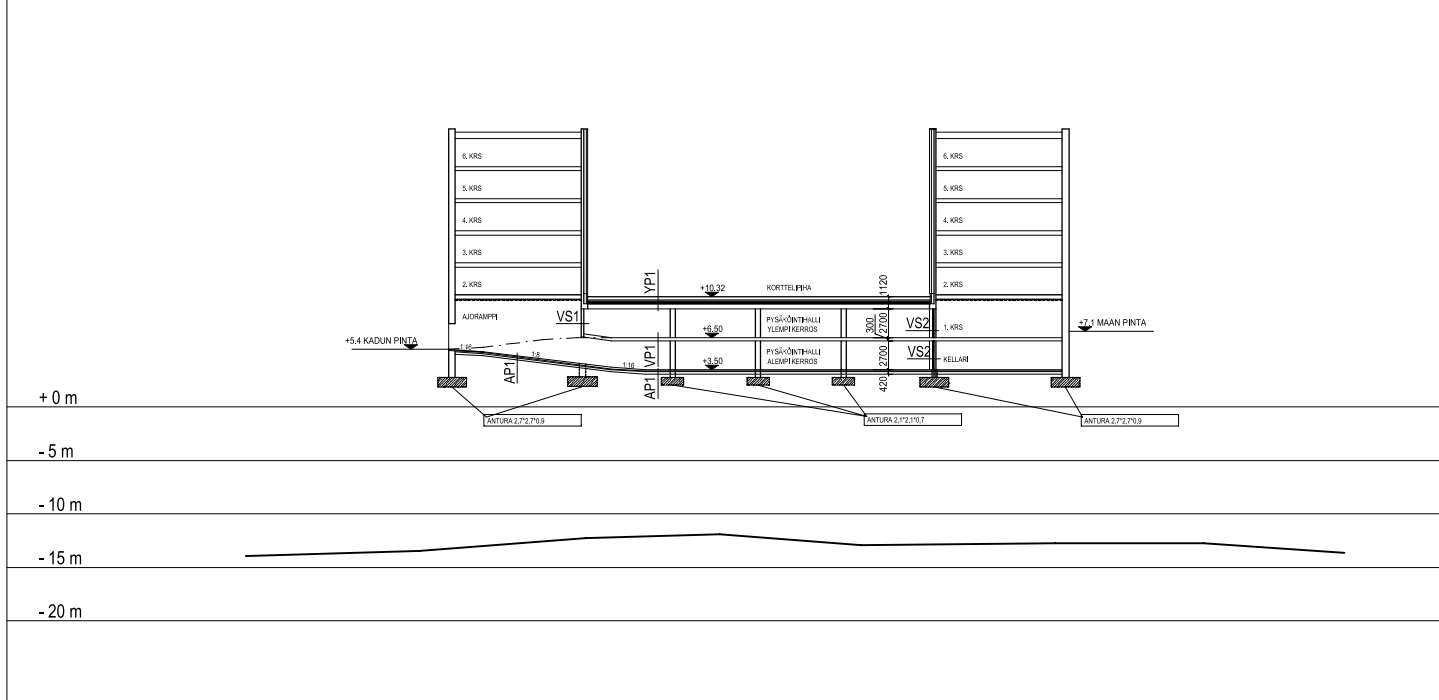 6. KRS
6. KRS
5. KRS
5. KRS
4. KRS
4. KRS
3. KRS
3. KRS
2. KRS
2. KRS
YP1
+10.32
KORTTELIPIHA
1120
AJORAMPPI
VS1
PYSÄKÖINTIHALLI
YLEMPI KERROS
300
2700
VS2
1. KRS
+7.1 MAAN PINTA
+6.50
+5.4 KADUN PINTA
1:16
1:8
1:16
AP1
VP1
AP1
PYSÄKÖINTIHALLI
ALEMPI KERROS
+3.50
2700
420
VS2
KELLARI
+ 0 m
ANTURA 2,7*2,7*0,9
ANTURA 2,1*2,1*0,7
ANTURA 2,7*2,7*0,9
- 5 m
- 10 m
- 15 m
- 20 m